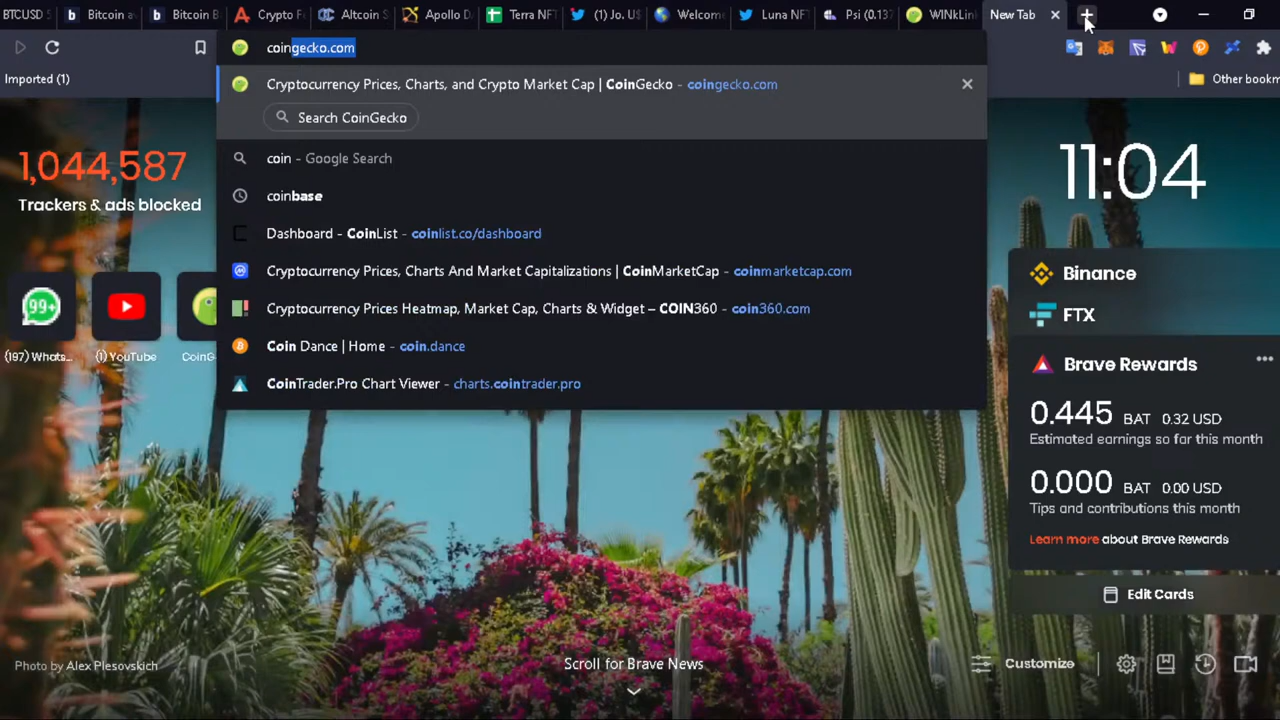 BTCUSD 5
Bitcoin a
Bitcoin B
Crypto F
Altcoin S
Apollo D
Terra NFT
(1) Jo. U
Welcome
Luna NFT
Psi (0.137
WINkLink
New Tab
coingecko.com
Imported (1)
Other bookm
Cryptocurrency Prices, Charts, and Crypto Market Cap | CoinGecko - coingecko.com
Search CoinGecko
coin - Google Search
coinbase
Dashboard - CoinList - coinlist.co/dashboard
Cryptocurrency Prices, Charts And Market Capitalizations | CoinMarketCap - coinmarketcap.com
Cryptocurrency Prices Heatmap, Market Cap, Charts & Widget – COIN360 - coin360.com
Coin Dance | Home - coin.dance
CoinTrader.Pro Chart Viewer - charts.cointrader.pro
1,044,587
Trackers & ads blocked
99+
(197) Whats...
(1) YouTube
CoinG
11:04
Binance
FTX
Brave Rewards
0.445 BAT 0.32 USD
Estimated earnings so far this month
0.000 BAT 0.00 USD
Tips and contributions this month
Learn more about Brave Rewards
Edit Cards
Photo by Alex Plesovskich
Scroll for Brave News
Customize